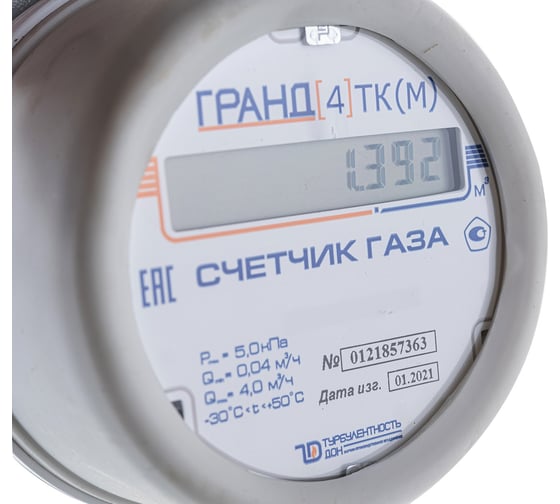 ГРАНД[4]ТК(М)
1.392
м³
СЧЕТЧИК ГАЗА
EAC
P = 5,0 кПа
Q = 0,04 м³/ч
Q = 4,0 м³/ч
-30°C<t<+50°C
№ 0121857363
Дата изг. 01.2021
ТУРБУЛЕНТНОСТЬ
ДОН